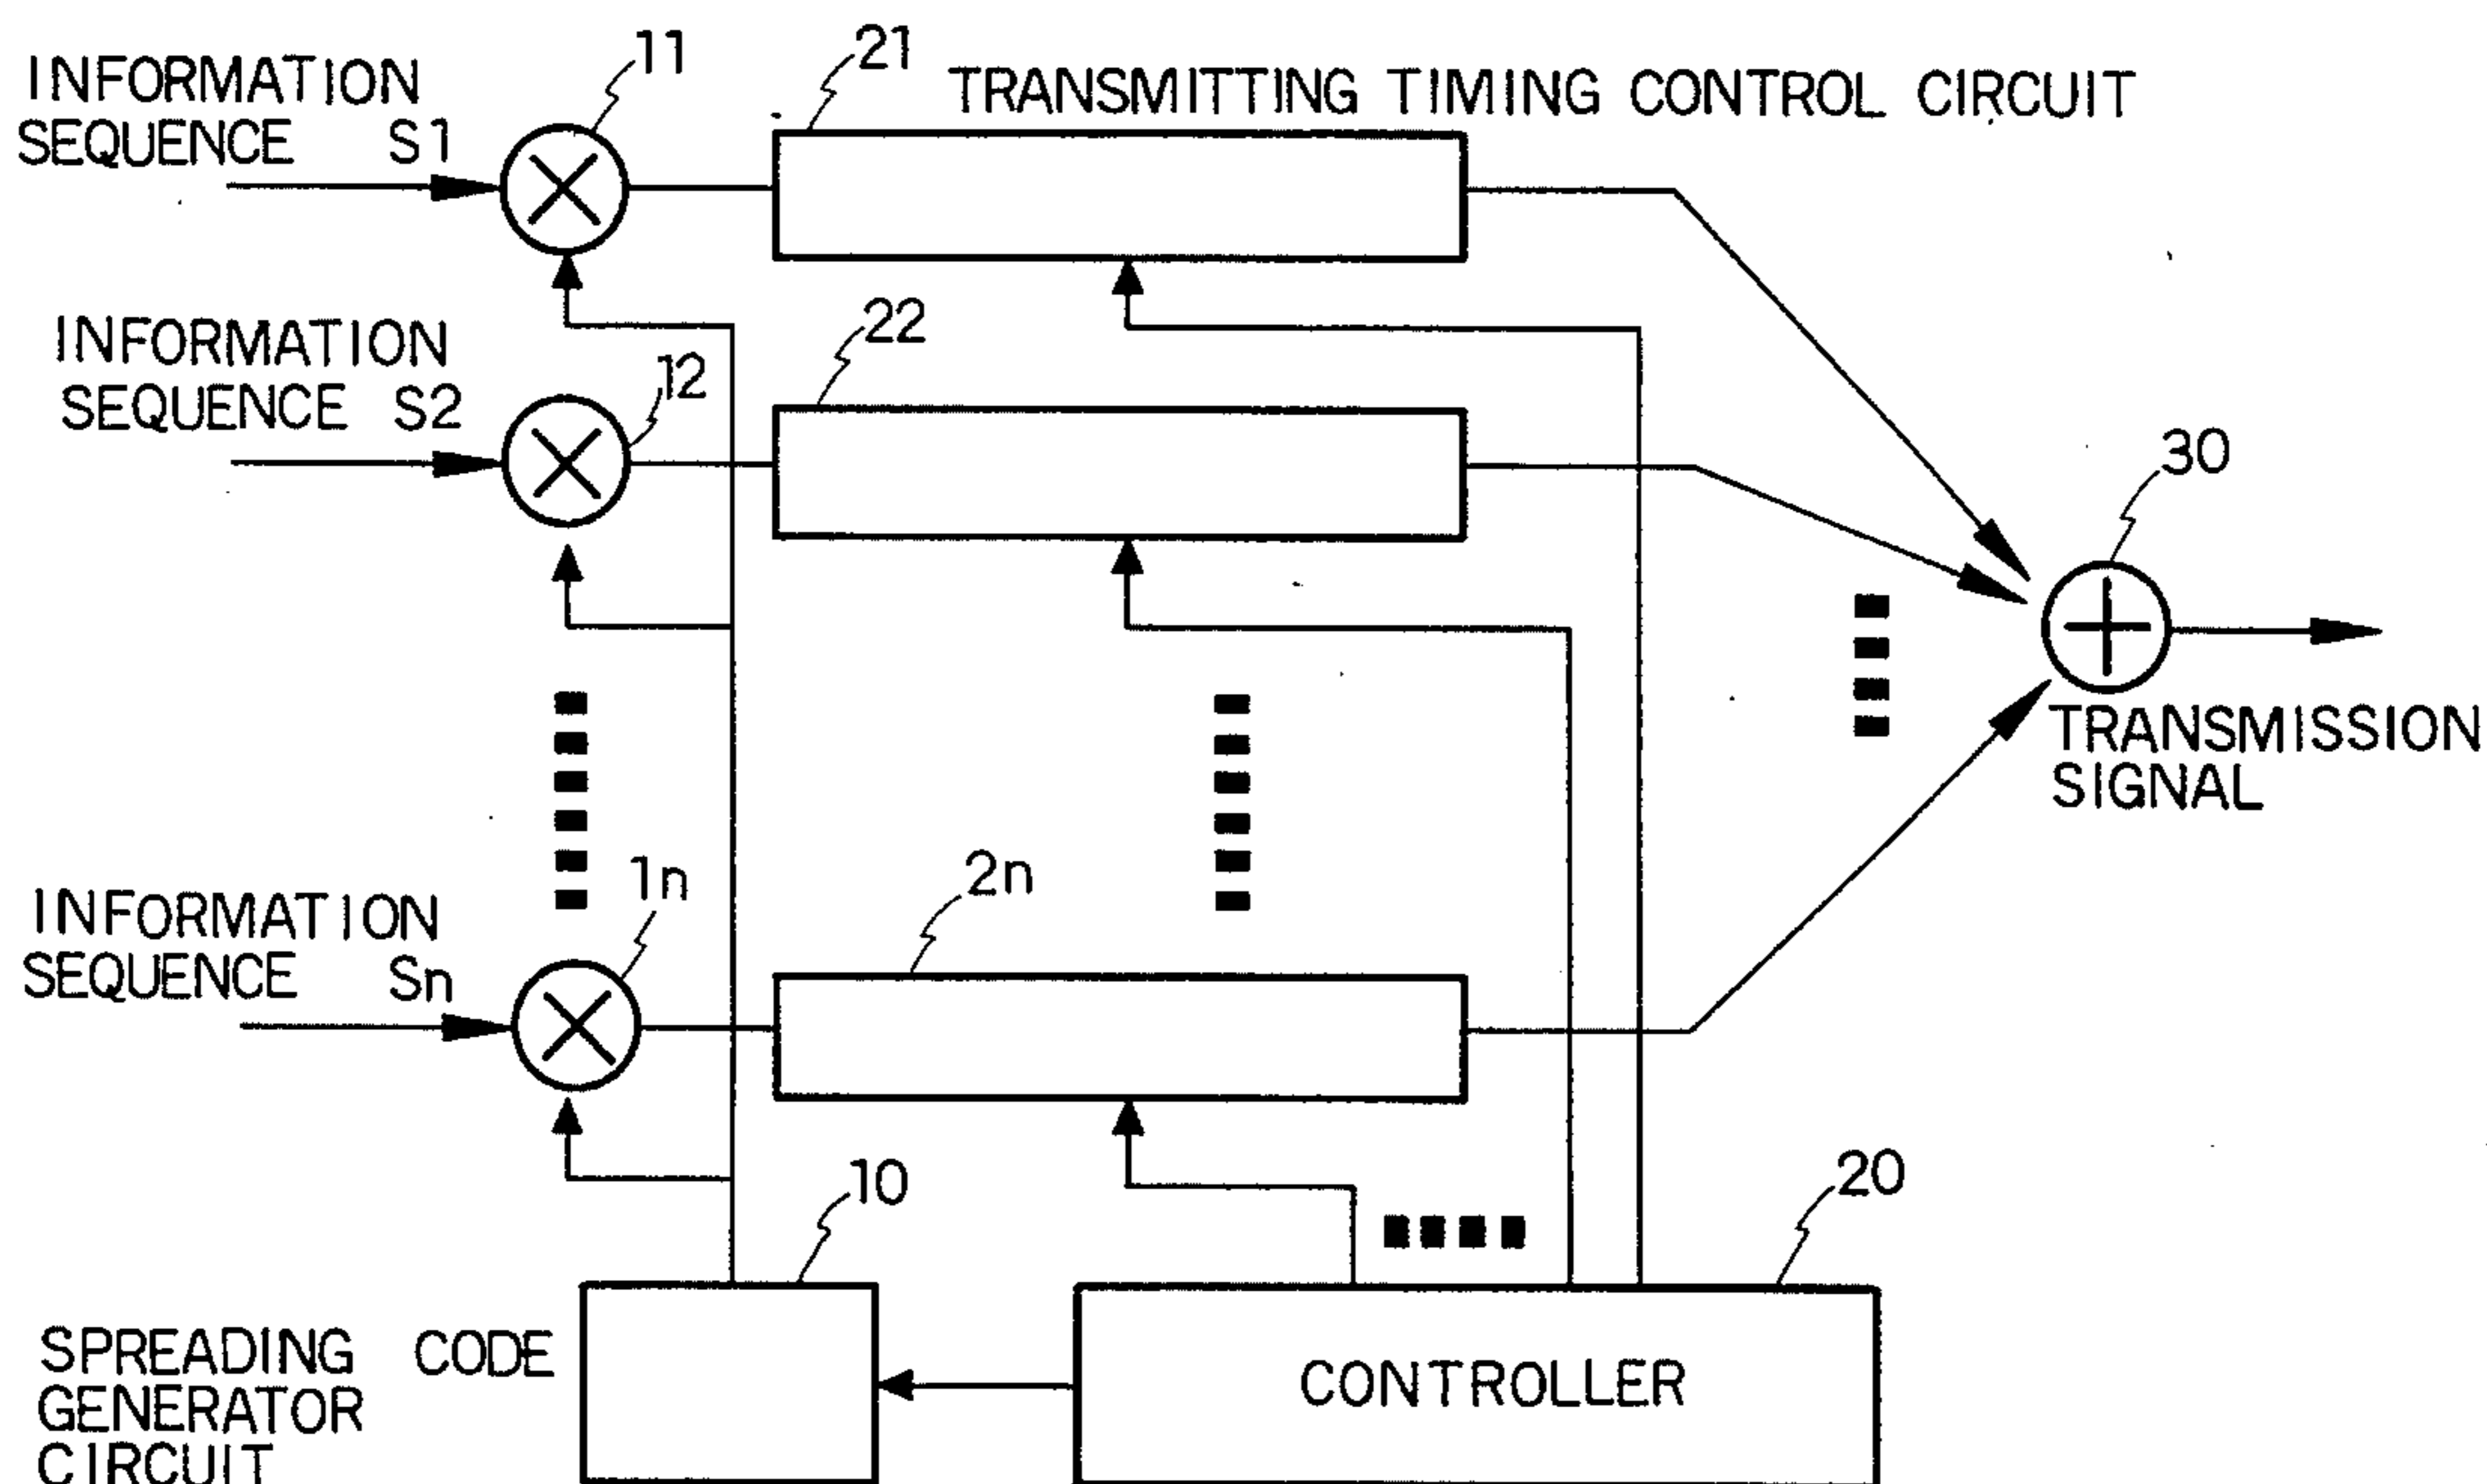 11
21
INFORMATION
SEQUENCE S1
TRANSMITTING TIMING CONTROL CIRCUIT
22
INFORMATION
SEQUENCE S2
12
30
TRANSMISSION
SIGNAL
1n
2n
INFORMATION
SEQUENCE Sn
10
20
SPREADING CODE
GENERATOR
CIRCUIT
CONTROLLER